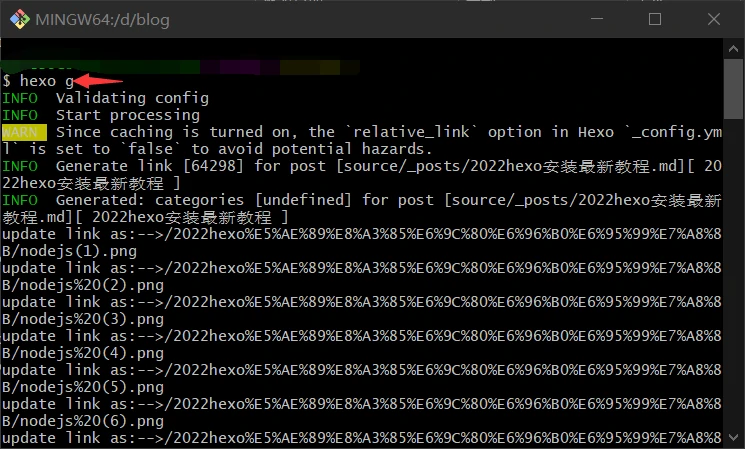 MINGW64:/d/blog
$ hexo g
INFO  Validating config
INFO  Start processing
WARN  Since caching is turned on, the `relative_link` option in Hexo `_config.ym
l` is set to `false` to avoid potential hazards.
INFO  Generate link [64298] for post [source/_posts/2022hexo安装最新教程.md][ 20
22hexo安装最新教程 ]
INFO  Generated: categories [undefined] for post [source/_posts/2022hexo安装最新
教程.md][ 2022hexo安装最新教程 ]
update link as:-->/2022hexo%E5%AE%89%E8%A3%85%E6%9C%80%E6%96%B0%E6%95%99%E7%A8%8
B/nodejs(1).png
update link as:-->/2022hexo%E5%AE%89%E8%A3%85%E6%9C%80%E6%96%B0%E6%95%99%E7%A8%8
B/nodejs%20(2).png
update link as:-->/2022hexo%E5%AE%89%E8%A3%85%E6%9C%80%E6%96%B0%E6%95%99%E7%A8%8
B/nodejs%20(3).png
update link as:-->/2022hexo%E5%AE%89%E8%A3%85%E6%9C%80%E6%96%B0%E6%95%99%E7%A8%8
B/nodejs%20(4).png
update link as:-->/2022hexo%E5%AE%89%E8%A3%85%E6%9C%80%E6%96%B0%E6%95%99%E7%A8%8
B/nodejs%20(5).png
update link as:-->/2022hexo%E5%AE%89%E8%A3%85%E6%9C%80%E6%96%B0%E6%95%99%E7%A8%8
B/nodejs%20(6).png
update link as:-->/2022hexo%E5%AE%89%E8%A3%85%E6%9C%80%E6%96%B0%E6%95%99%E7%A8%8